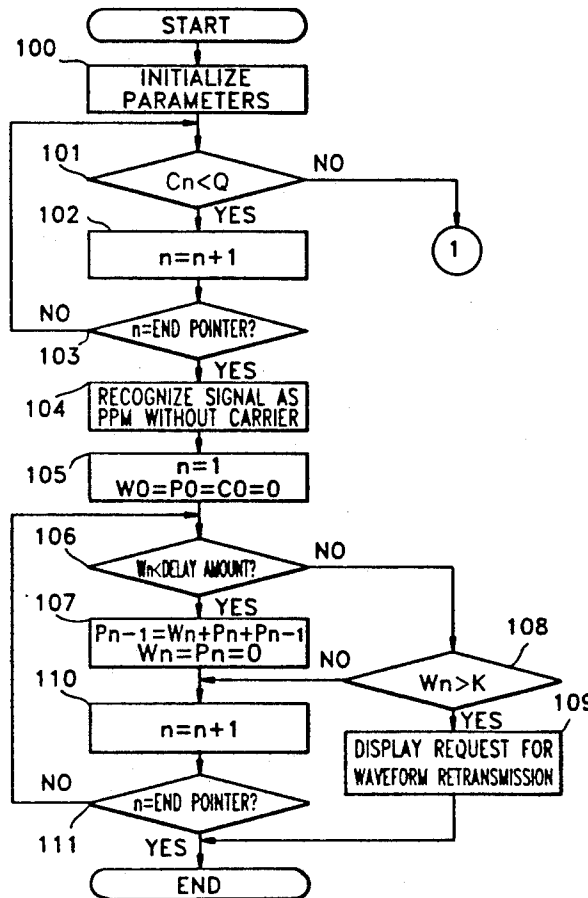 START
100
INITIALIZE
PARAMETERS
101
Cn<Q
NO
1
YES
102
n=n+1
NO
n=END POINTER?
103
YES
104
RECOGNIZE SIGNAL AS
PPM WITHOUT CARRIER
105
n=1
W0=P0=C0=0
106
Wn<DELAY AMOUNT?
NO
YES
107
Pn-1=Wn+Pn+Pn-1
Wn=Pn=0
108
NO
Wn>K
YES
109
110
n=n+1
DISPLAY REQUEST FOR
WAVEFORM RETRANSMISSION
NO
n=END POINTER?
111
YES
END